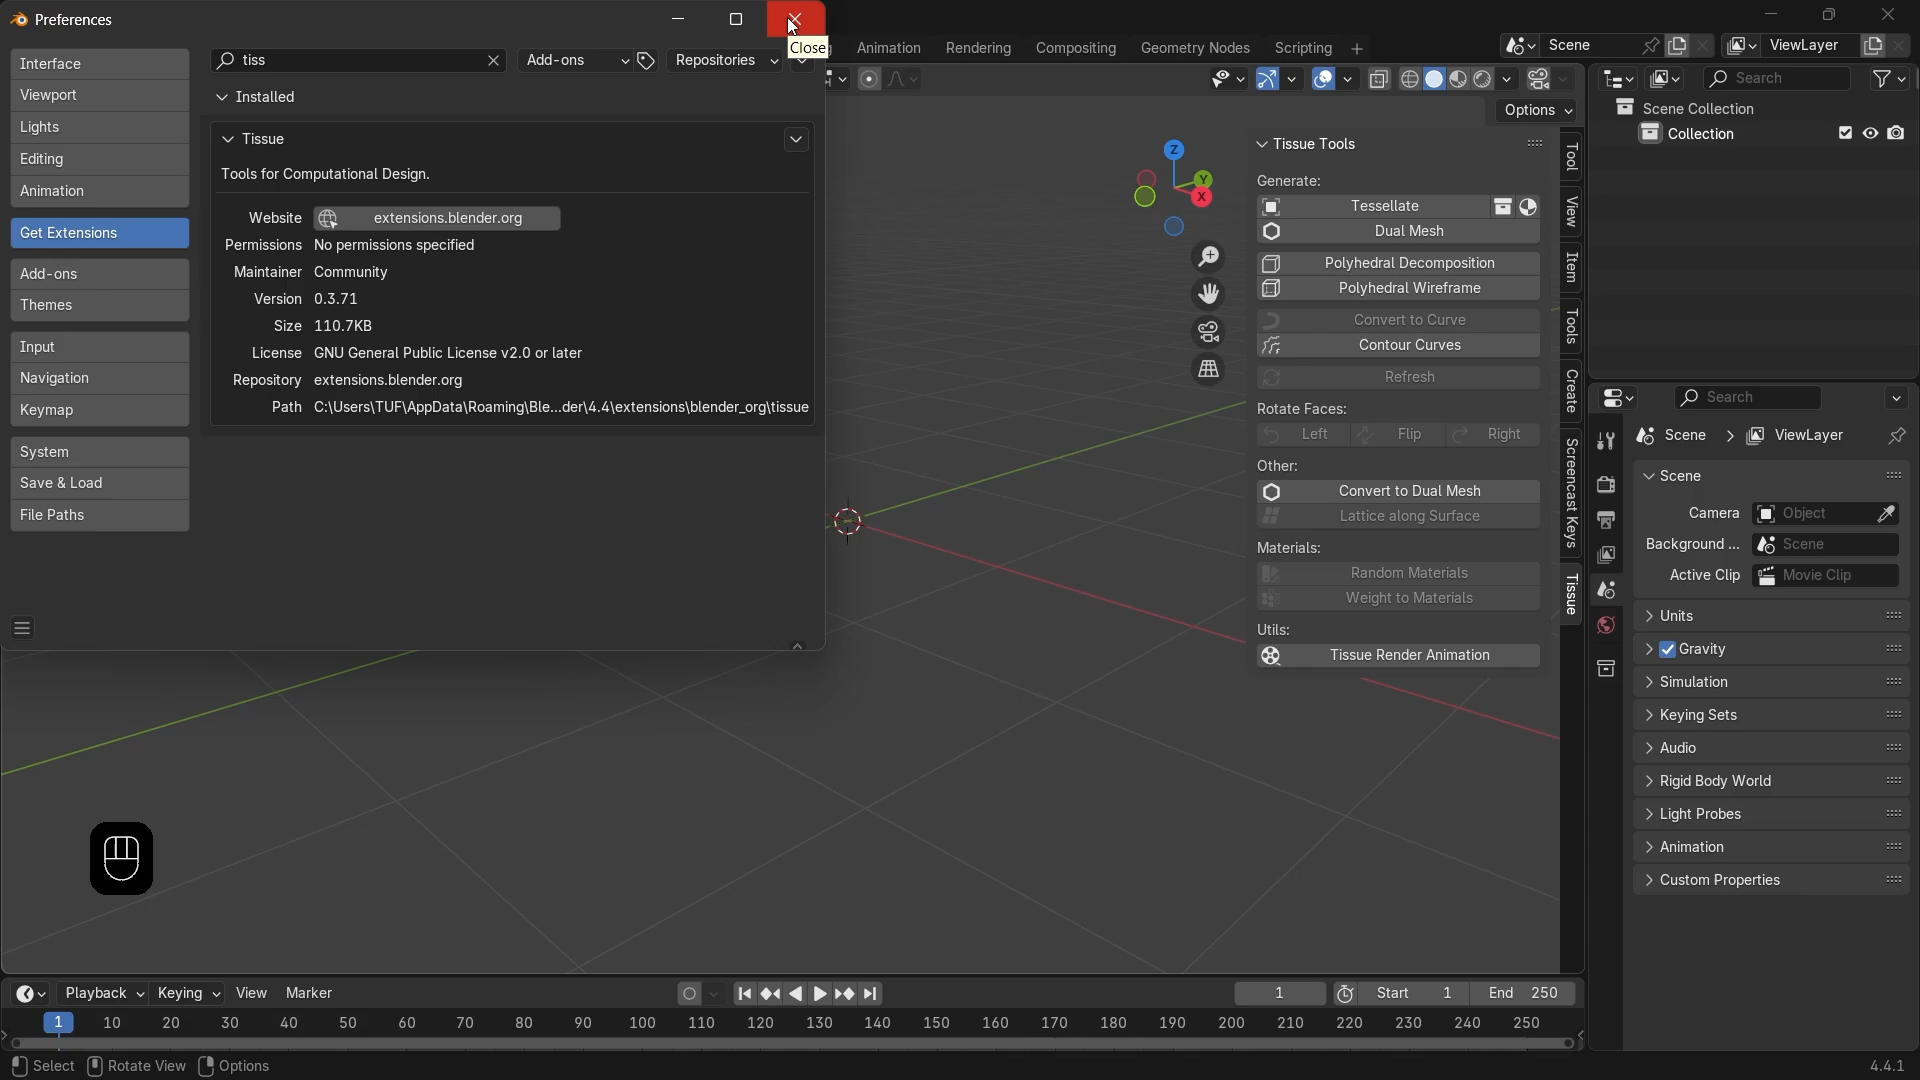 Preferences
Close
Interface
Viewport
Lights
Editing
Animation
Get Extensions
Add-ons
Themes
Input
Navigation
Keymap
System
Save & Load
File Paths
tiss
Add-ons
Repositories
Installed
Tissue
Tools for Computational Design.
Website extensions.blender.org
Permissions No permissions specified
Maintainer Community
Version 0.3.71
Size 110.7KB
License GNU General Public License v2.0 or later
Repository extensions.blender.org
Path C:\Users\TUF\AppData\Roaming\Ble...der\4.4\extensions\blender_org\tissue
Animation Rendering Compositing Geometry Nodes Scripting
Scene
ViewLayer
Options
Z
Y
X
Tissue Tools
Generate:
Tessellate
Dual Mesh
Polyhedral Decomposition
Polyhedral Wireframe
Convert to Curve
Contour Curves
Refresh
Rotate Faces:
Left Flip Right
Other:
Convert to Dual Mesh
Lattice along Surface
Materials:
Random Materials
Weight to Materials
Utils:
Tissue Render Animation
Tool
View
Item
Tools
Create
Screencast Keys
Tissue
Search
Scene Collection
Collection
Search
Scene ViewLayer
Scene
Camera Object
Background ... Scene
Active Clip Movie Clip
Units
Gravity
Simulation
Keying Sets
Audio
Rigid Body World
Light Probes
Animation
Custom Properties
Playback Keying View Marker
1
Start 1
End 250
1 10 20 30 40 50 60 70 80 90 100 110 120 130 140 150 160 170 180 190 200 210 220 230 240 250
Select Rotate View Options
4.4.1